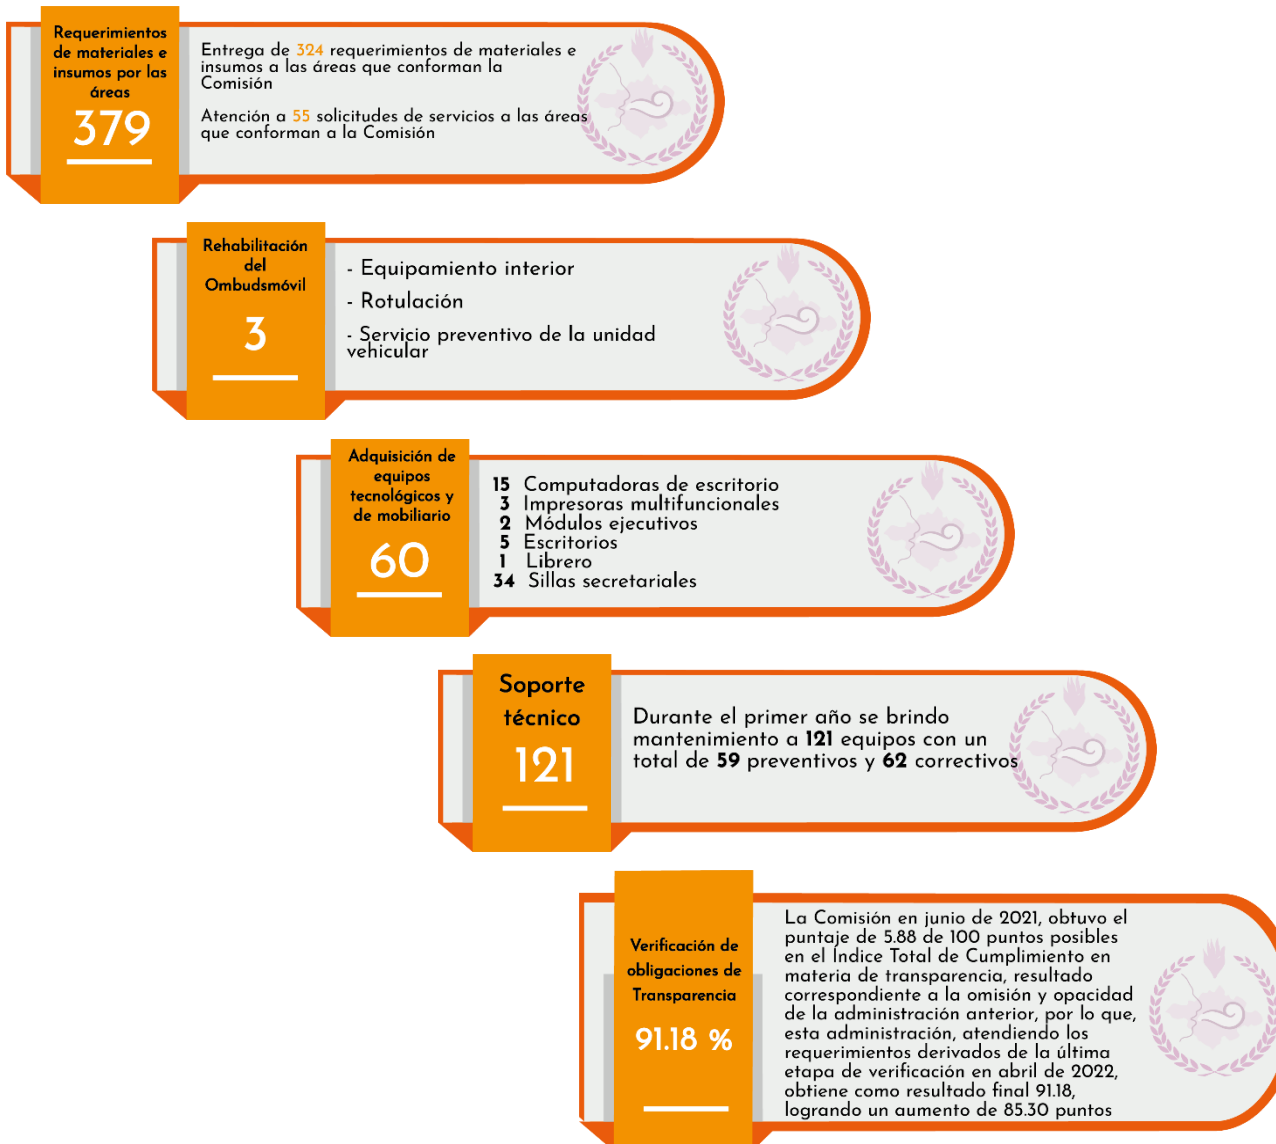 Requerimientos
de materiales e
insumos por las
áreas
379
Entrega de 324 requerimientos de materiales e
insumos a las áreas que conforman la
Comisión
Atención a 55 solicitudes de servicios a las áreas
que conforman a la Comisión
Rehabilitación
del
Ombudsmóvil
3
- Equipamiento interior
- Rotulación
- Servicio preventivo de la unidad
vehicular
Adquisición de
equipos
tecnológicos y
de mobiliario
60
15 Computadoras de escritorio
3 Impresoras multifuncionales
2 Módulos ejecutivos
5 Escritorios
1 Librero
34 Sillas secretariales
Soporte
técnico
121
Durante el primer año se brindo
mantenimiento a 121 equipos con un
total de 59 preventivos y 62 correctivos
Verificación de
obligaciones de
Transparencia
91.18 %
La Comisión en junio de 2021, obtuvo el
puntaje de 5.88 de 100 puntos posibles
en el Indice Total de Cumplimiento en
materia de transparencia, resultado
correspondiente a la omisión y opacidad
de la administración anterior, por lo que,
esta administración, atendiendo los
requerimientos derivados de la última
etapa de verificación en abril de 2022,
obtiene como resultado final 91.18,
logrando un aumento de 85.30 puntos